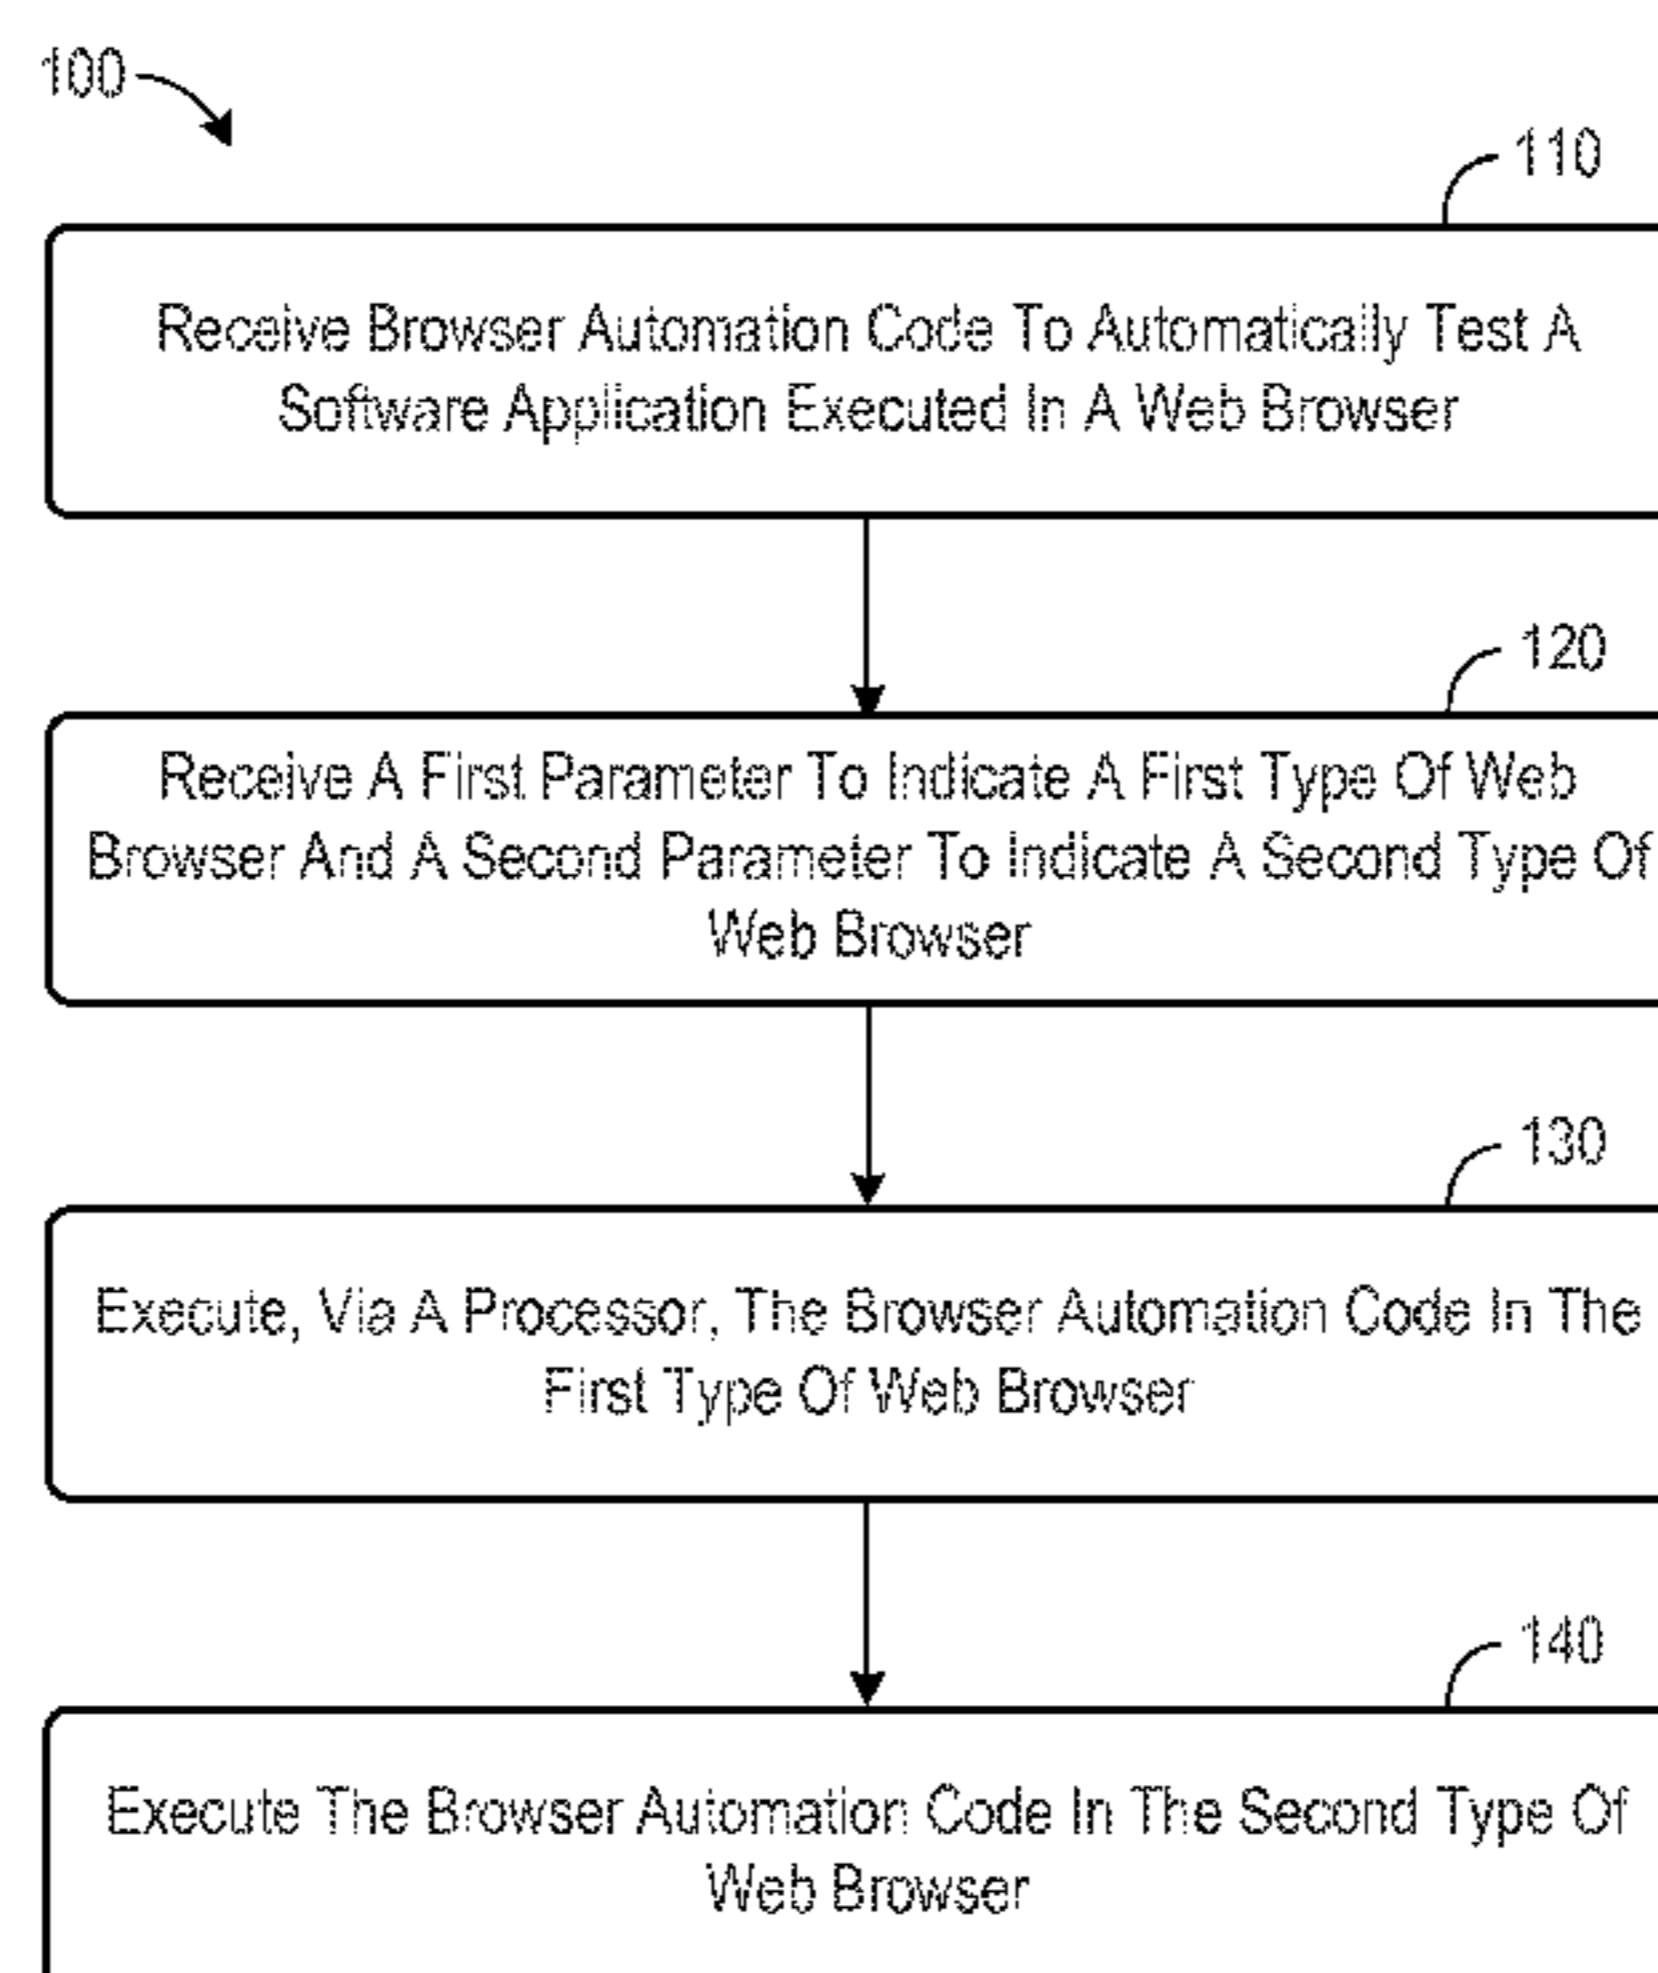 100
110
Receive Browser Automation Code To Automatically Test A
Software Application Executed In A Web Browser
120
Receive A First Parameter To Indicate A First Type Of Web
Browser And A Second Parameter To Indicate A Second Type Of
Web Browser
130
Execute, Via A Processor, The Browser Automation Code In The
First Type Of Web Browser
140
Execute The Browser Automation Code In The Second Type Of
Web Browser